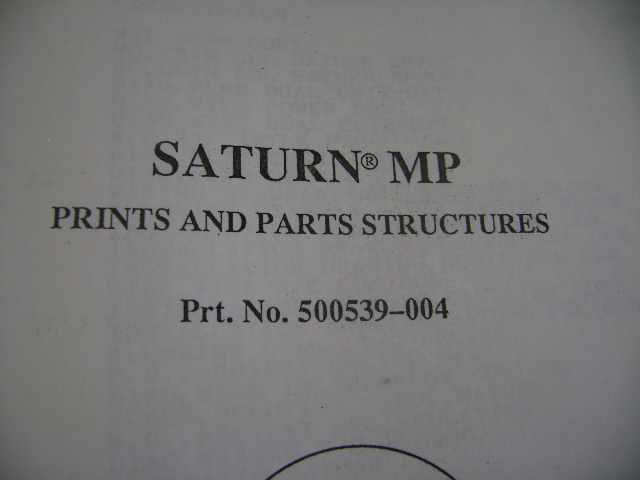 SATURN® MP
PRINTS AND PARTS STRUCTURES
Prt. No. 500539-004